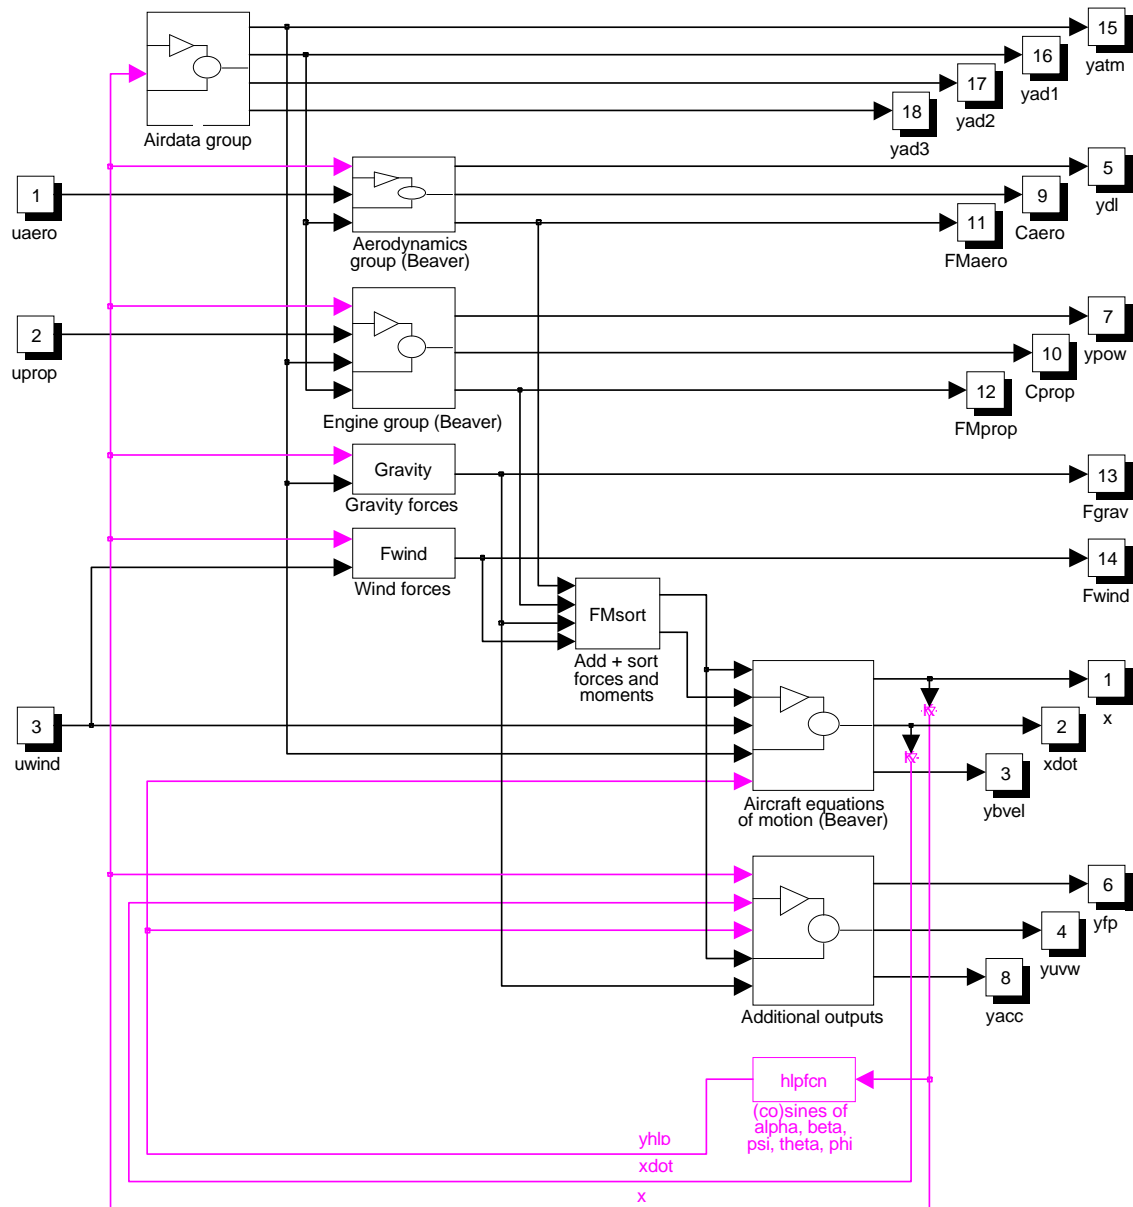 15
yatm
16
yad1
17
yad2
18
yad3
Airdata group
1
uaero
Aerodynamics
group (Beaver)
5
ydl
9
Caero
11
FMaero
2
uprop
Engine group (Beaver)
7
ypow
10
Cprop
12
FMprop
Gravity
Gravity forces
13
Fgrav
Fwind
Wind forces
14
Fwind
FMsort
Add + sort
forces and
moments
3
uwind
Aircraft equations
of motion (Beaver)
1
x
2
xdot
3
ybvel
Additional outputs
6
yfp
4
yuvw
8
yacc
hlpfcn
(co)sines of
alpha, beta,
psi, theta, phi
yhlp
xdot
x